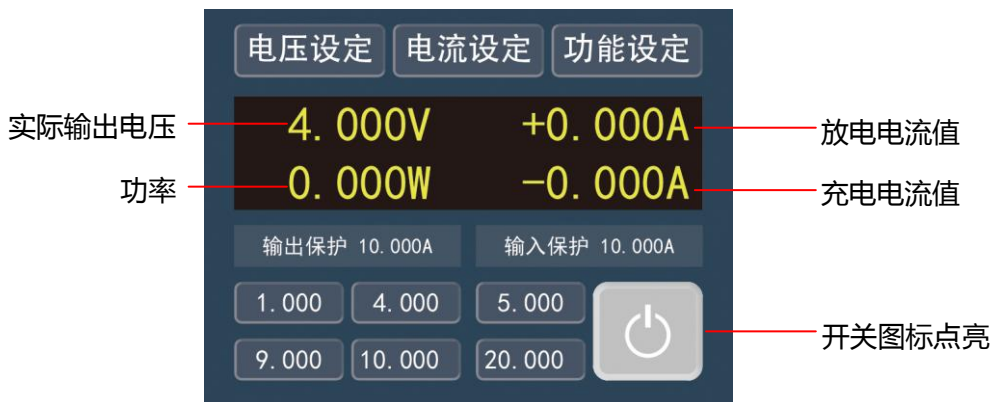 电压设定 电流设定 功能设定
实际输出电压 4.000V +0.000A 放电电流值
功率 0.000W -0.000A 充电电流值
输出保护 10.000A 输入保护 10.000A
1.000 4.000 5.000
开关图标点亮
9.000 10.000 20.000